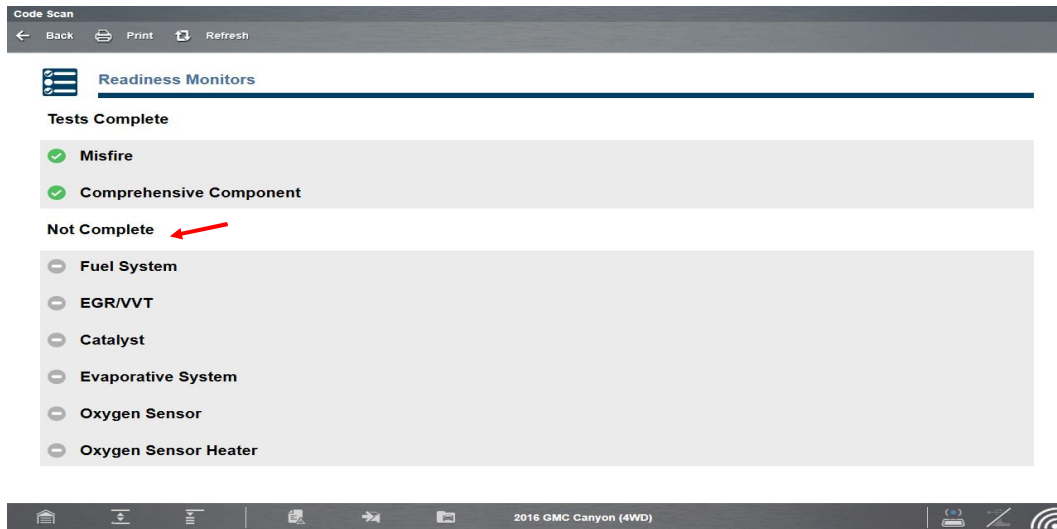 Code Scan
Back Print Refresh
Readiness Monitors
Tests Complete
Misfire
Comprehensive Component
Not Complete
Fuel System
EGR/VVT
Catalyst
Evaporative System
Oxygen Sensor
Oxygen Sensor Heater
2016 GMC Canyon (4WD)